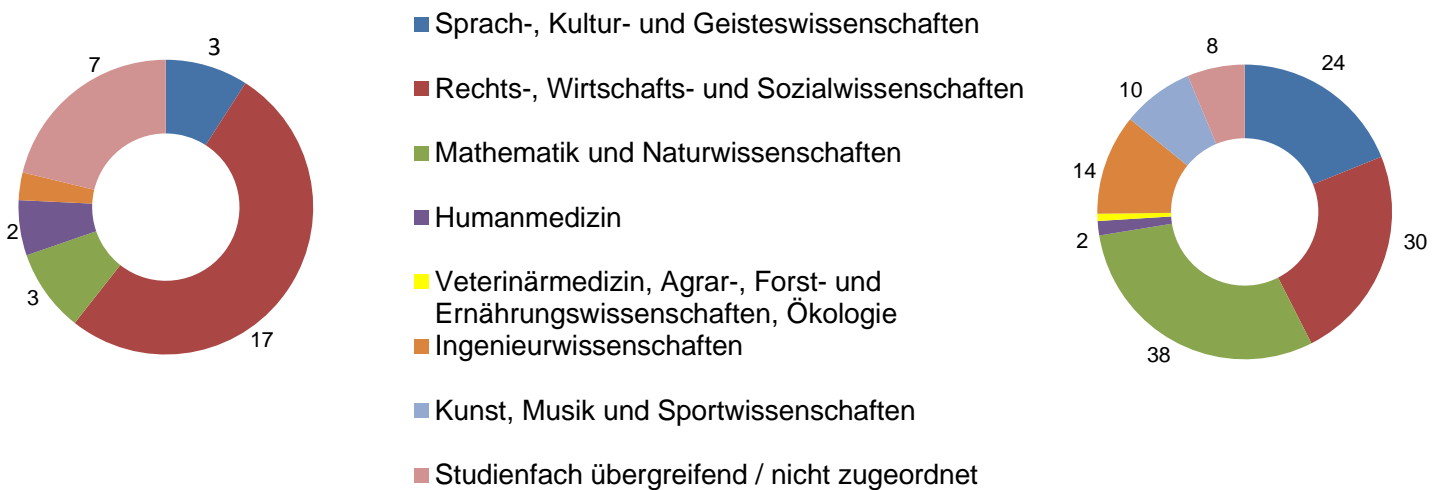 7
3
2
3
17
Sprach-, Kultur- und Geisteswissenschaften
Rechts-, Wirtschafts- und Sozialwissenschaften
Mathematik und Naturwissenschaften
Humanmedizin
Veterinärmedizin, Agrar-, Forst- und
Ernährungswissenschaften, Ökologie
Ingenieurwissenschaften
Kunst, Musik und Sportwissenschaften
Studienfach übergreifend / nicht zugeordnet
8
24
10
14
2
30
38